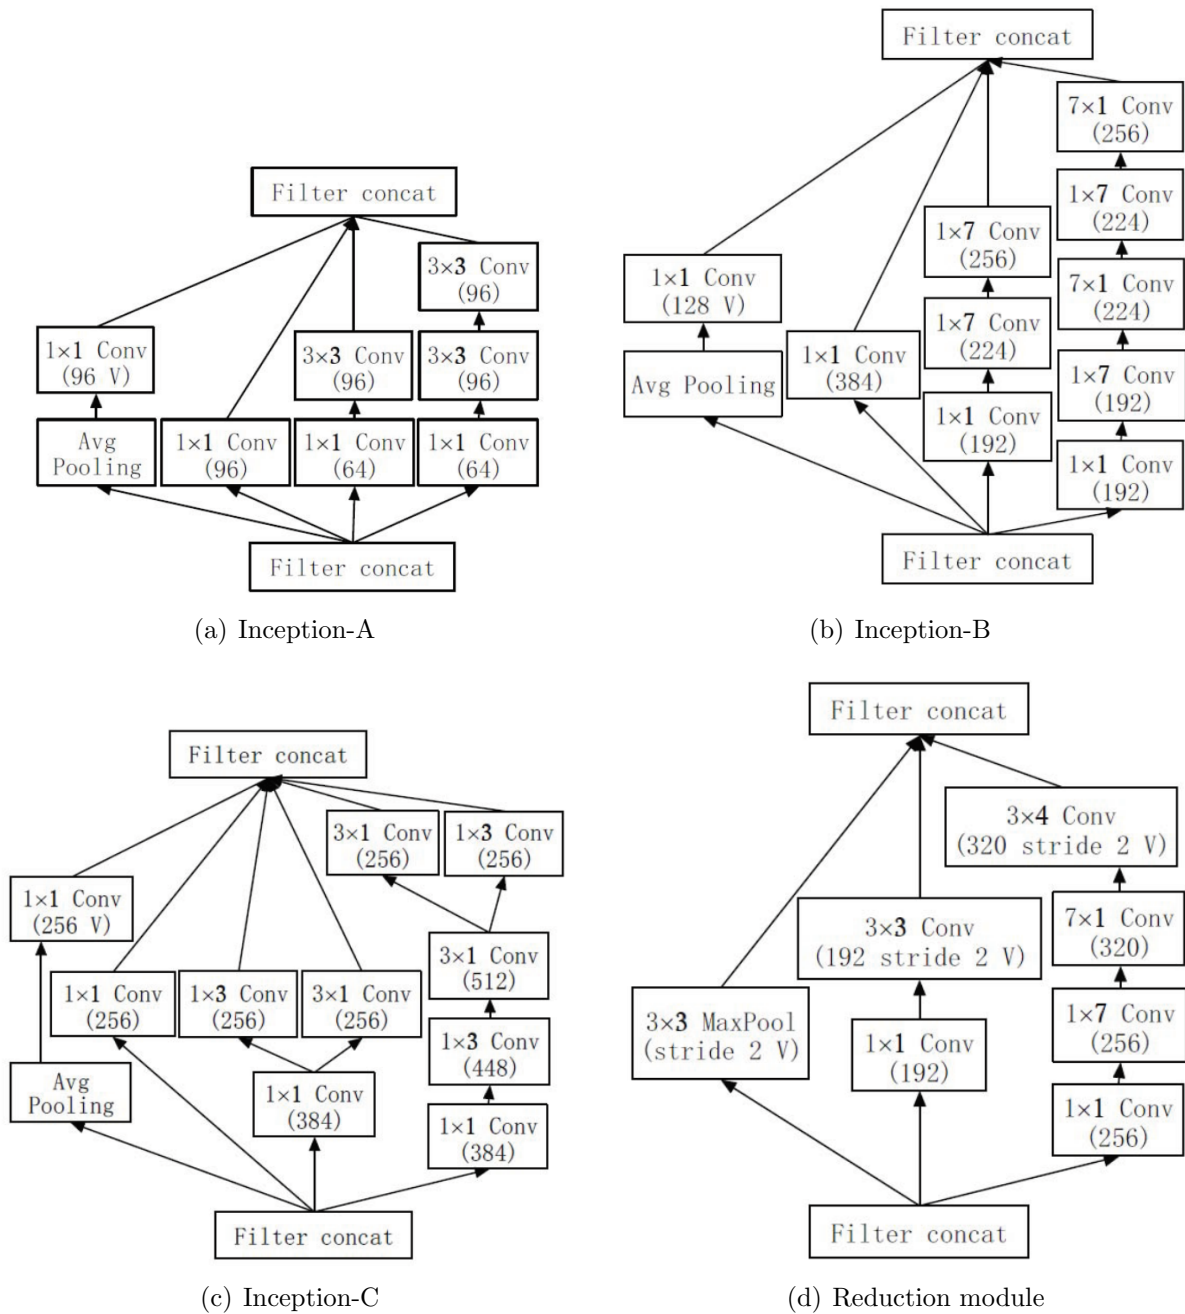 Filter concat
3×3 Conv
(96)
1×1 Conv
(96 V)
3×3 Conv
(96)
3×3 Conv
(96)
Avg
Pooling
1×1 Conv
(96)
1×1 Conv
(64)
1×1 Conv
(64)
Filter concat
(a) Inception-A
Filter concat
7×1 Conv
(256)
1×7 Conv
(224)
1×7 Conv
(256)
1×1 Conv
(128 V)
7×1 Conv
(224)
1×7 Conv
(224)
1×1 Conv
(384)
Avg Pooling
1×7 Conv
(192)
1×1 Conv
(192)
1×1 Conv
(192)
Filter concat
(b) Inception-B
Filter concat
3×1 Conv
(256)
1×3 Conv
(256)
1×1 Conv
(256 V)
3×1 Conv
(512)
1×1 Conv
(256)
1×3 Conv
(256)
3×1 Conv
(256)
1×3 Conv
(448)
Avg
Pooling
1×1 Conv
(384)
1×1 Conv
(384)
Filter concat
(c) Inception-C
Filter concat
3×4 Conv
(320 stride 2 V)
3×3 Conv
(192 stride 2 V)
7×1 Conv
(320)
3×3 MaxPool
(stride 2 V)
1×1 Conv
(192)
1×7 Conv
(256)
1×1 Conv
(256)
Filter concat
(d) Reduction module